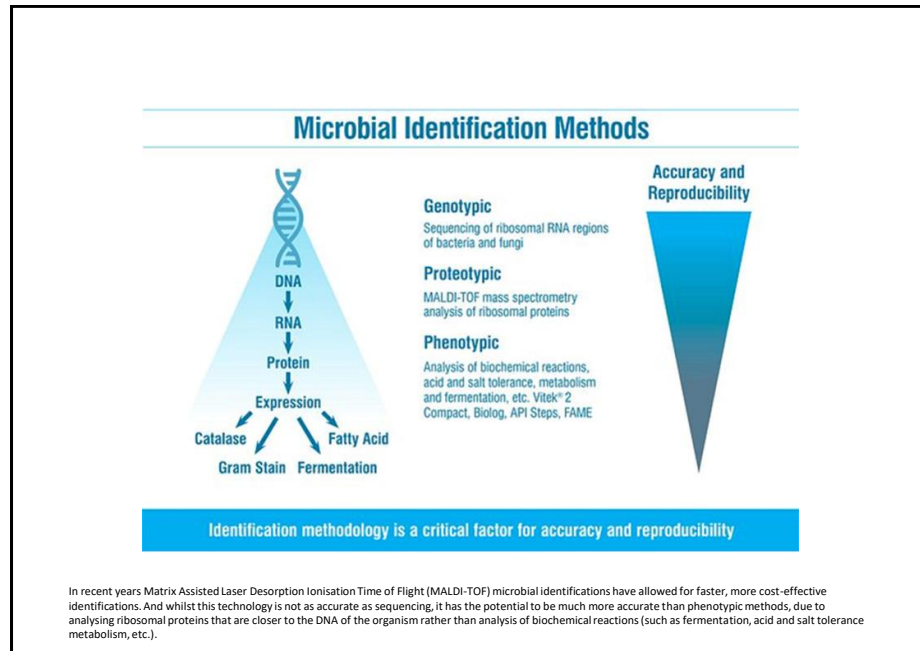 Microbial Identification Methods
DNA
RNA
Protein
Expression
Catalase
Fatty Acid
Gram Stain
Fermentation
Genotypic
Sequencing of ribosomal RNA regions
of bacteria and fungi
Proteotypic
MALDI-TOF mass spectrometry
analysis of ribosomal proteins
Phenotypic
Analysis of biochemical reactions,
acid and salt tolerance, metabolism
and fermentation, etc. Vitek® 2
Compact, Biolog, API Steps, FAME
Accuracy and
Reproducibility
Identification methodology is a critical factor for accuracy and reproducibility
In recent years Matrix Assisted Laser Desorption Ionisation Time of Flight (MALDI-TOF) microbial identifications have allowed for faster, more cost-effective
identifications. And whilst this technology is not as accurate as sequencing, it has the potential to be much more accurate than phenotypic methods, due to
analysing ribosomal proteins that are closer to the DNA of the organism rather than analysis of biochemical reactions (such as fermentation, acid and salt tolerance
metabolism, etc.).